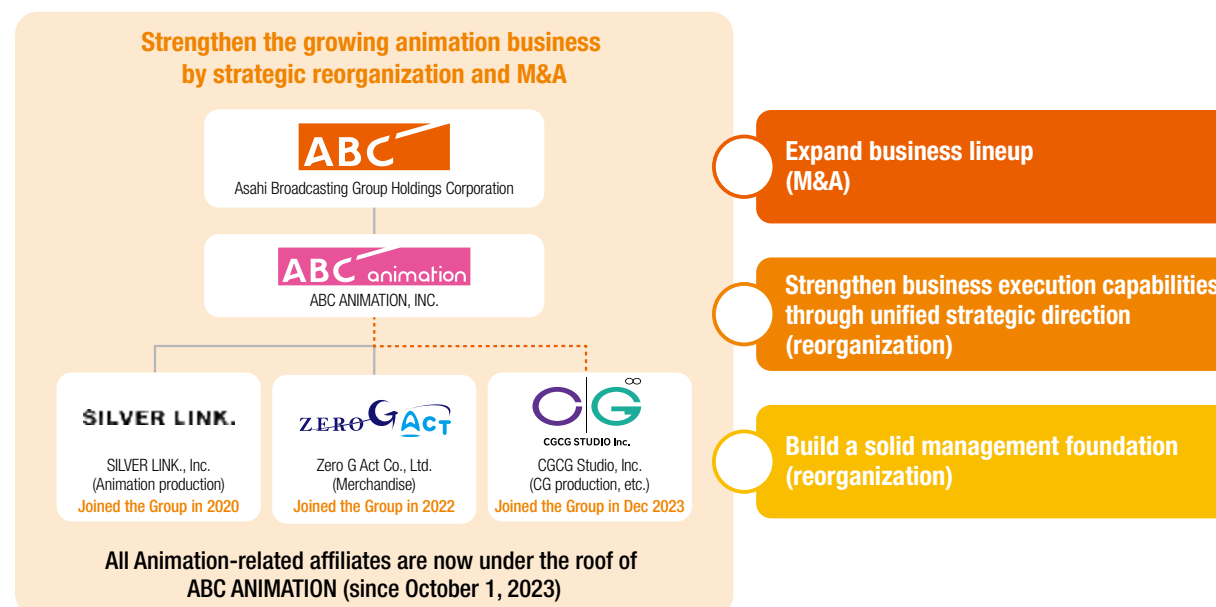 Strengthen the growing animation business
by strategic reorganization and M&A
ABC
Asahi Broadcasting Group Holdings Corporation
ABC animation
ABC ANIMATION, INC.
SILVER LINK.
SILVER LINK., Inc.
(Animation production)
Joined the Group in 2020
ZERO G ACT
Zero G Act Co., Ltd.
(Merchandise)
Joined the Group in 2022
CG CG
CGCG STUDIO Inc.
CGCG Studio, Inc.
(CG production, etc.)
Joined the Group in Dec 2023
All Animation-related affiliates are now under the roof of
ABC ANIMATION (since October 1, 2023)
Expand business lineup
(M&A)
Strengthen business execution capabilities
through unified strategic direction
(reorganization)
Build a solid management foundation
(reorganization)